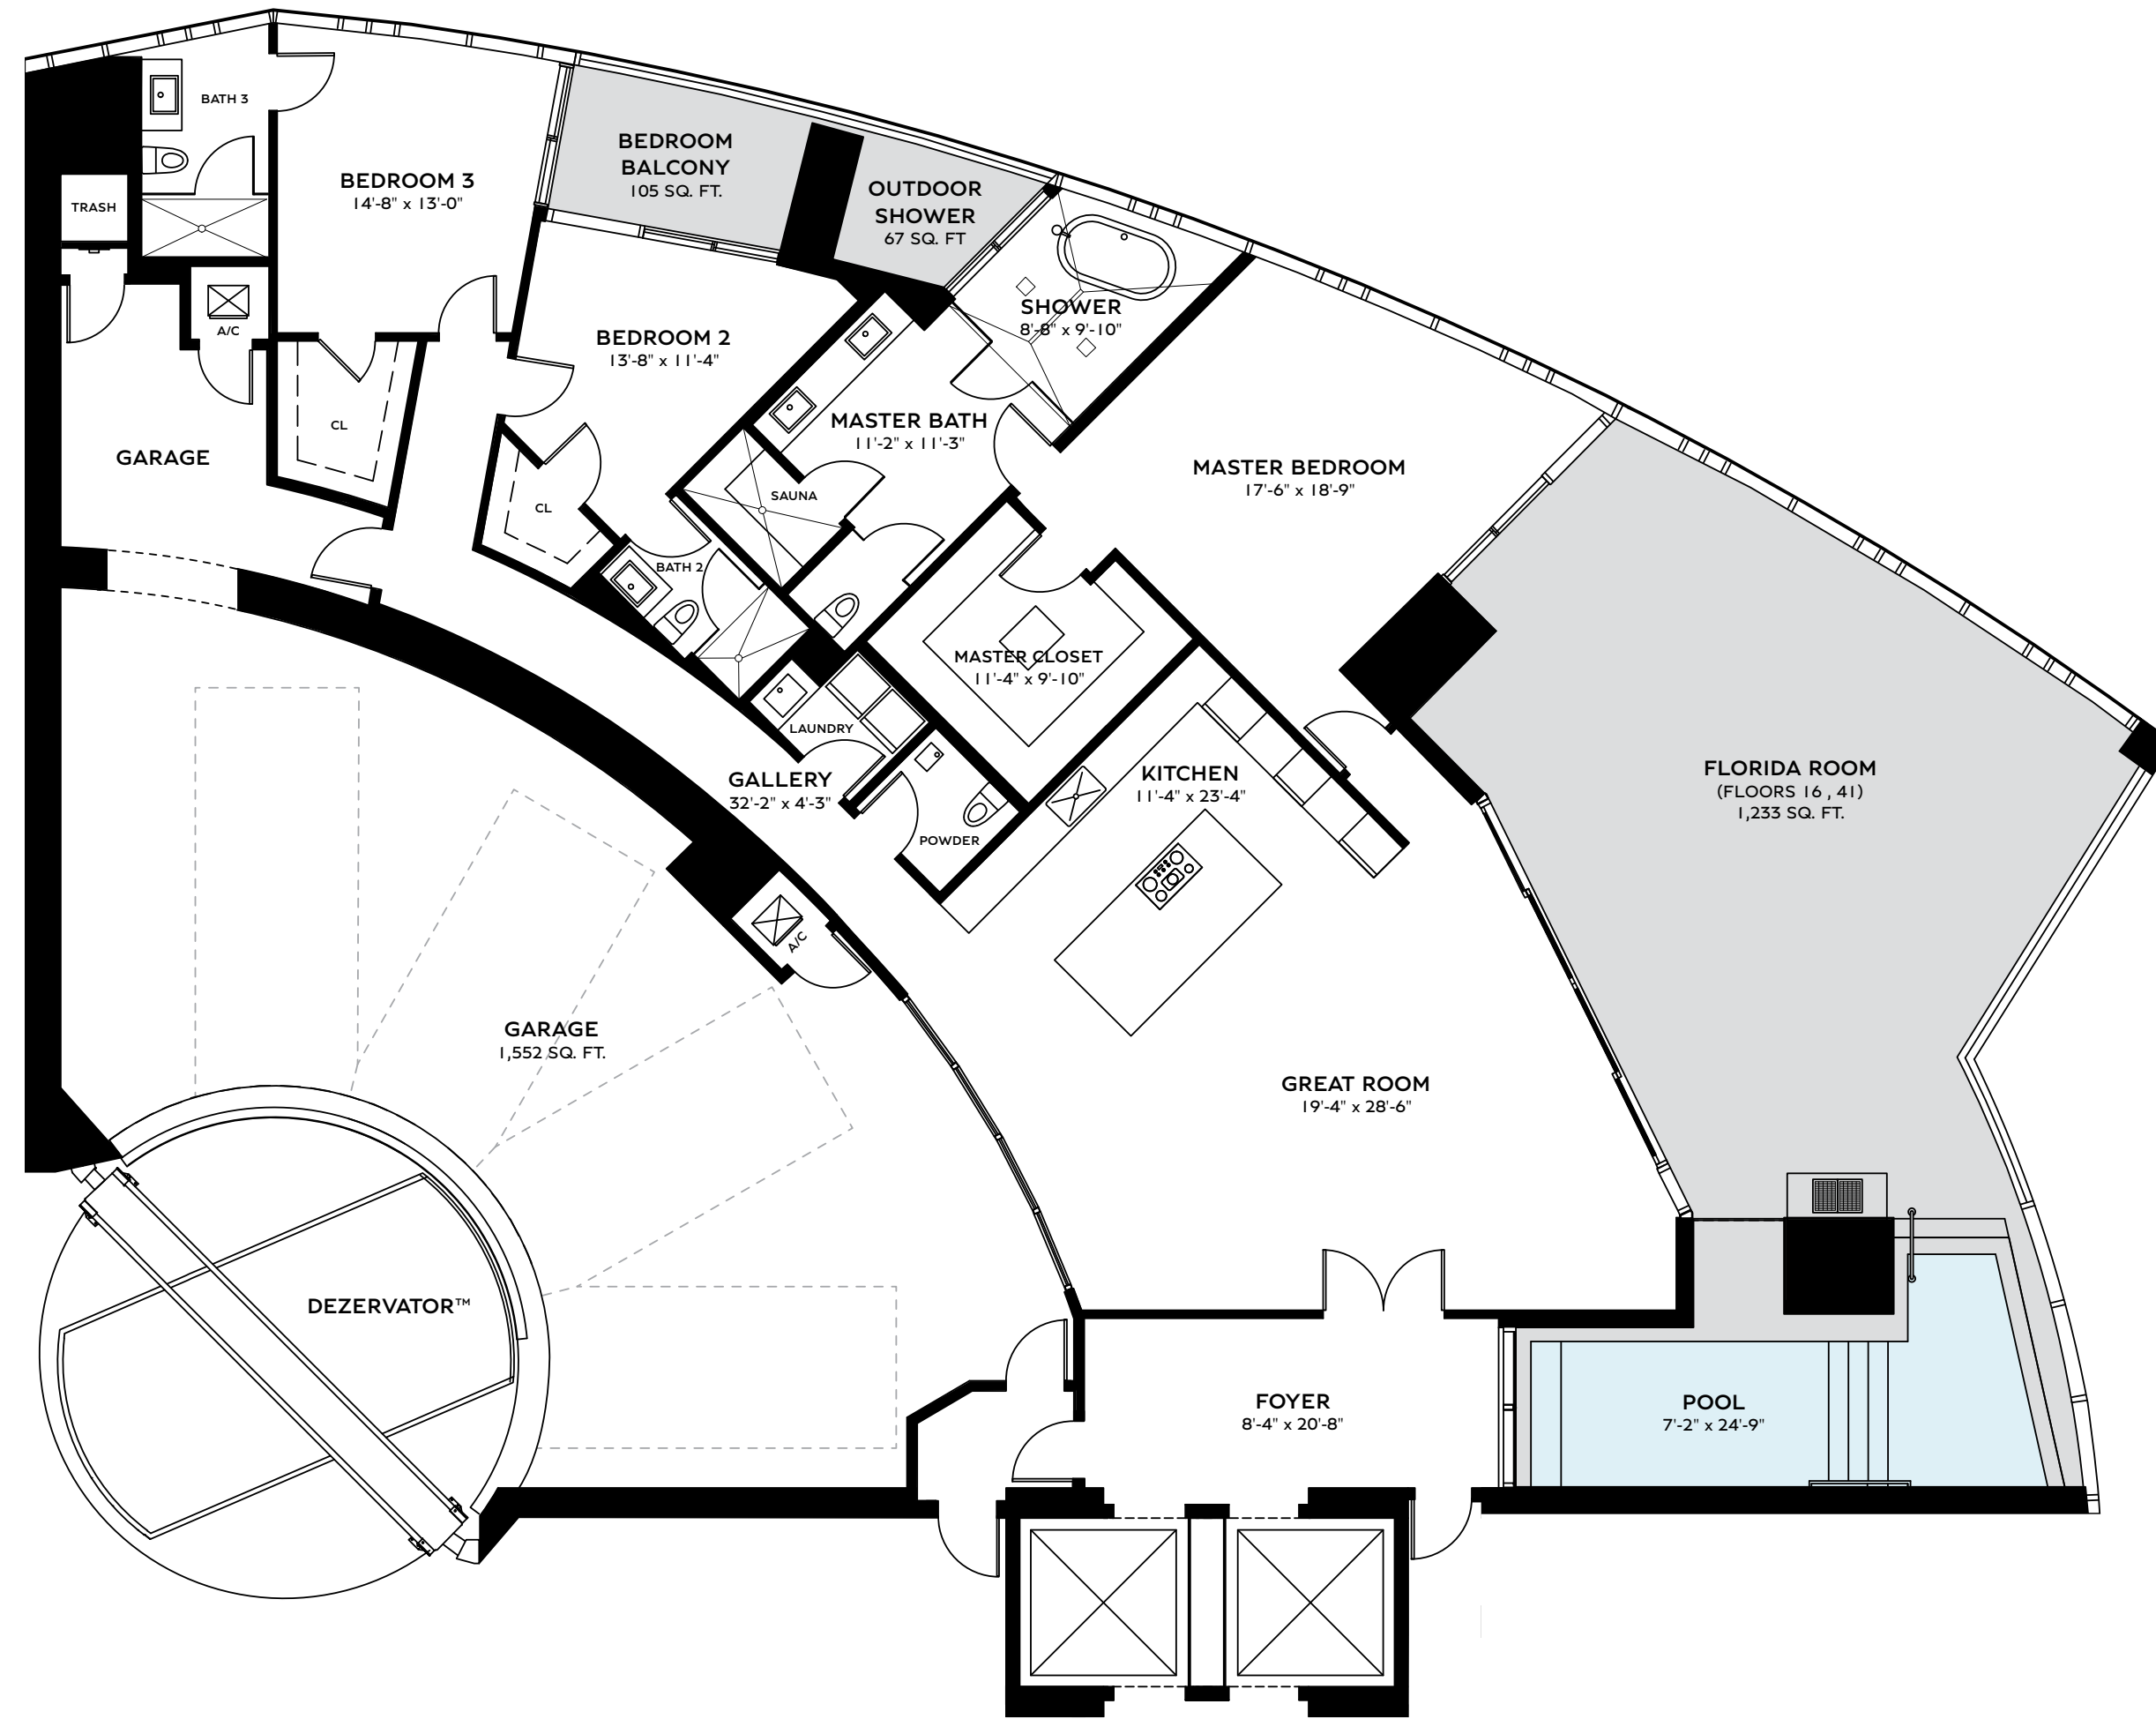 BATH 3
BEDROOM
BALCONY
105 SQ. FT.
BEDROOM 3
14'-8" x 13'-0"
OUTDOOR
SHOWER
67 SQ. FT
TRASH
SHOWER
8'-8" x 9'-10"
A/C
BEDROOM 2
13'-8" x 11'-4"
CL
MASTER BATH
11'-2" x 11'-3"
GARAGE
MASTER BEDROOM
17'-6" x 18'-9"
SAUNA
CL
BATH 2
MASTER CLOSET
11'-4" x 9'-10"
LAUNDRY
GALLERY
32'-2" x 4'-3"
KITCHEN
11'-4" x 23'-4"
FLORIDA ROOM
(FLOORS 16 , 41)
1,233 SQ. FT.
POWDER
A/C
GARAGE
1,552 SQ. FT.
GREAT ROOM
19'-4" x 28'-6"
DEZERVATOR™
FOYER
8'-4" x 20'-8"
POOL
7'-2" x 24'-9"